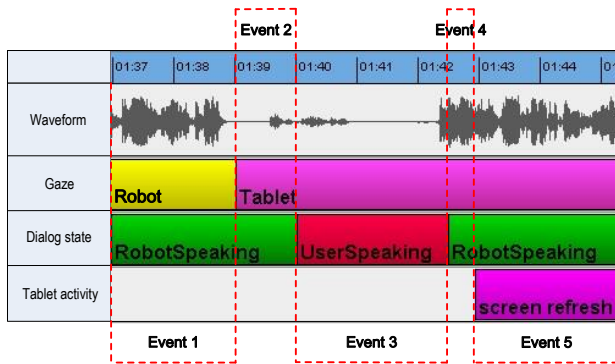 Event 2 Event 4
01:37 01:38 01:39 01:40 01:41 01:42 01:43 01:44 01
Waveform
Gaze Robot Tablet
Dialog state RobotSpeaking UserSpeaking RobotSpeaking
Tablet activity screen refresh
Event 1 Event 3 Event 5